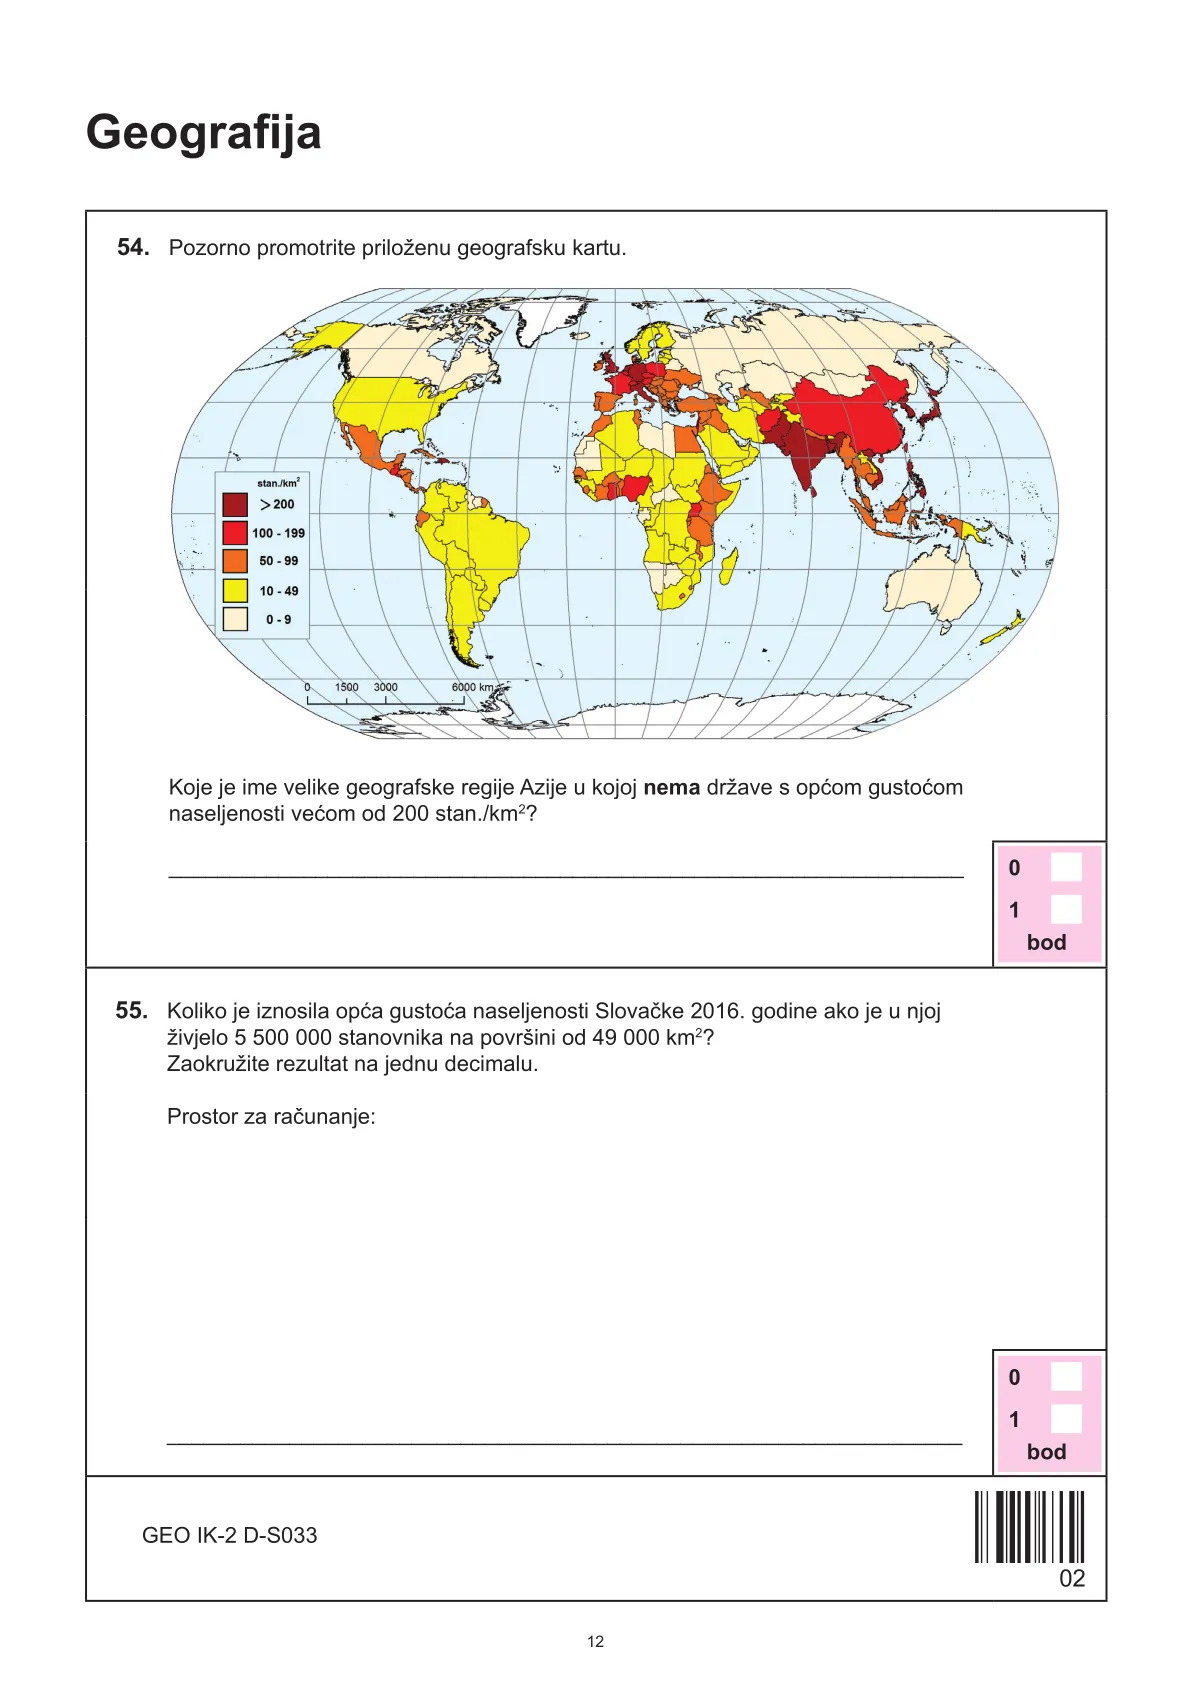 Geografija
54. Pozorno promotrite priloženu geografsku kartu.
stan./km²
>200
100 - 199
50 - 99
10 - 49
0 - 9
0 1500 3000 6000 km
Koje je ime velike geografske regije Azije u kojoj nema države s općom gustoćom
naseljenosti većom od 200 stan./km²?
0
1
bod
55. Koliko je iznosila opća gustoća naseljenosti Slovačke 2016. godine ako je u njoj
živjelo 5 500 000 stanovnika na površini od 49 000 km²?
Zaokružite rezultat na jednu decimalu.
Prostor za računanje:
0
1
bod
GEO IK-2 D-S033
02
12